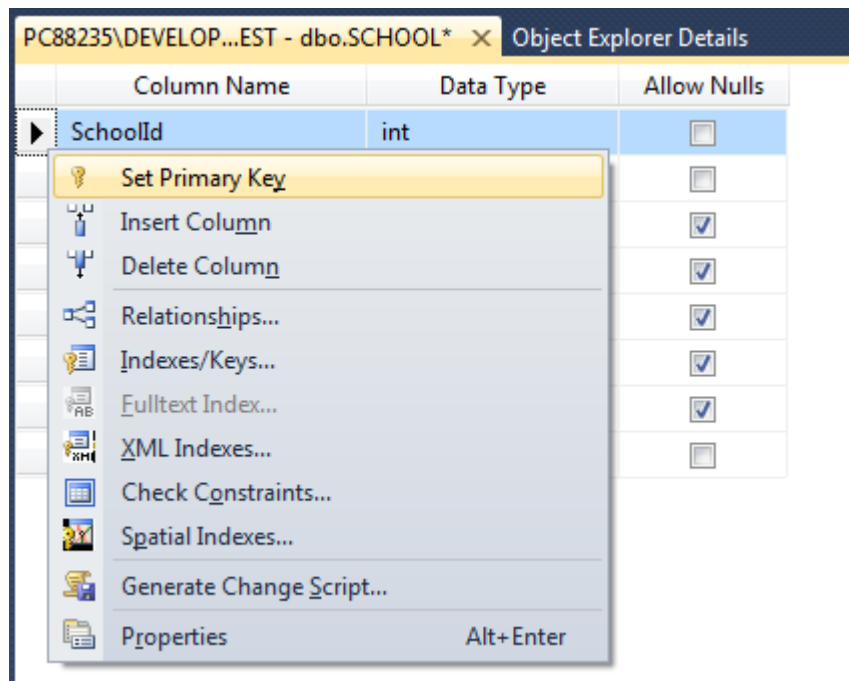 PC88235\DEVELOP...EST - dbo.SCHOOL* Object Explorer Details
Column Name Data Type Allow Nulls
SchoolId int
Set Primary Key
Insert Column
Delete Column
Relationships...
Indexes/Keys...
Fulltext Index...
XML Indexes...
Check Constraints...
Spatial Indexes...
Generate Change Script...
Properties Alt+Enter